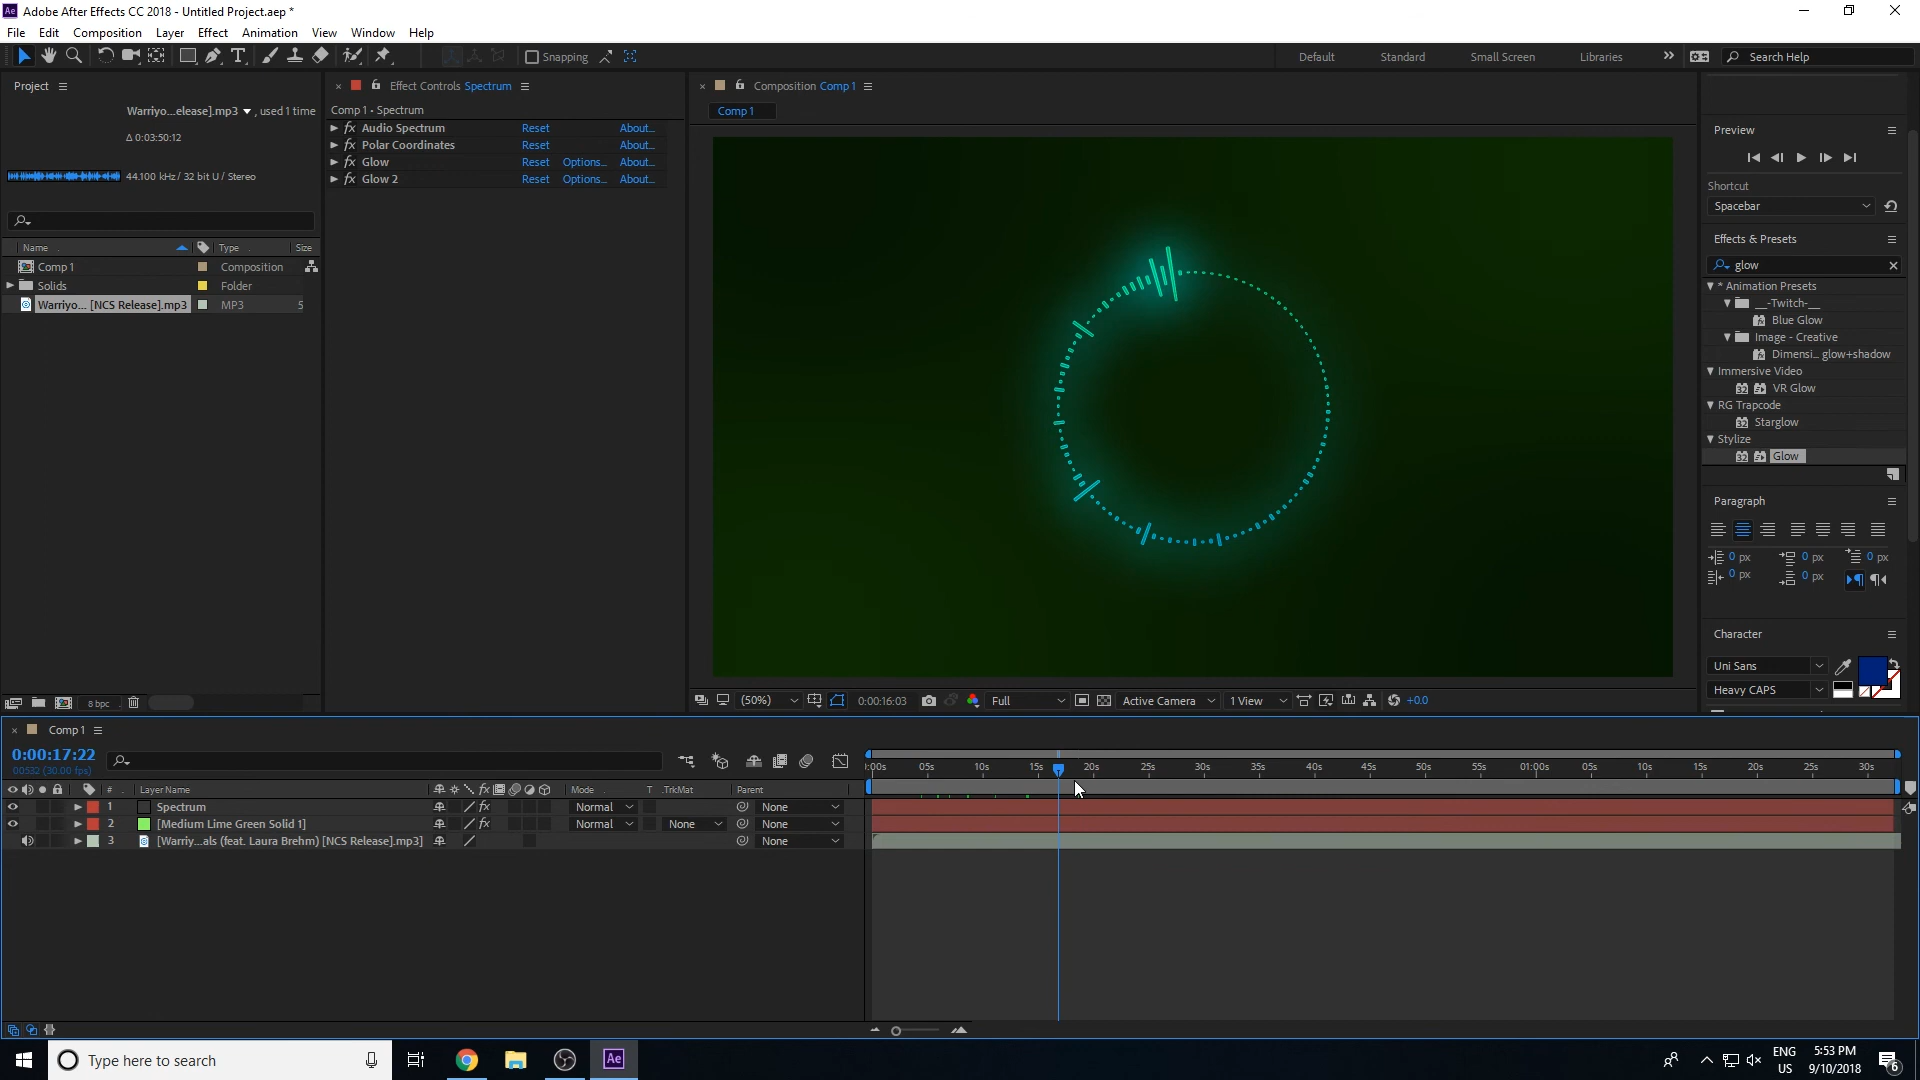 Adobe After Effects CC 2018 - Untitled Project.aep *
File Edit Composition Layer Effect Animation View Window Help
Snapping Default Standard Small Screen Libraries Search Help
Project
Warriyo...elease].mp3 , used 1 time
Δ 0:03:50:12
44.100 kHz / 32 bit U / Stereo
Name Type Size
Comp 1 Composition
Solids Folder
Warriyo... [NCS Release].mp3 MP3 5
8 bpc
Effect Controls Spectrum
Comp 1 • Spectrum
fx Audio Spectrum Reset About...
fx Polar Coordinates Reset About...
fx Glow Reset Options... About...
fx Glow 2 Reset Options... About...
Composition Comp 1
Comp 1
(50%) 0:00:16:03 Full Active Camera 1 View +0.0
Preview
Shortcut
Spacebar
Effects & Presets
glow
* Animation Presets
__-Twitch-__
Blue Glow
Image - Creative
Dimensi... glow+shadow
Immersive Video
VR Glow
RG Trapcode
Starglow
Stylize
Glow
Paragraph
0 px 0 px 0 px
0 px 0 px
Character
Uni Sans
Heavy CAPS
Comp 1
0:00:17:22
00532 (30.00 fps)
:00s 05s 10s 15s 20s 25s 30s 35s 40s 45s 50s 55s 01:00s 05s 10s 15s 20s 25s 30s
# Layer Name Mode T .TrkMat Parent
1 Spectrum Normal None
2 [Medium Lime Green Solid 1] Normal None None
3 [Warriy...als (feat. Laura Brehm) [NCS Release].mp3] None
Type here to search
Ae
ENG
US
5:53 PM
9/10/2018
6